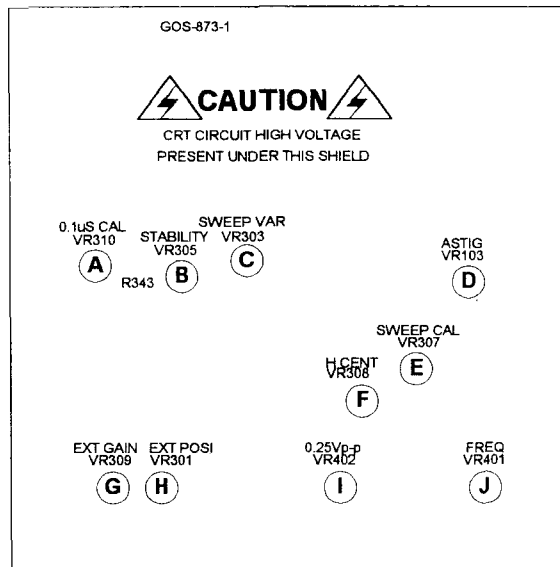 GOS-873-1
CAUTION
CRT CIRCUIT HIGH VOLTAGE
PRESENT UNDER THIS SHIELD
0.1uS CAL
VR310
A
R343
STABILITY
VR305
B
SWEEP VAR
VR303
C
ASTIG
VR103
D
SWEEP CAL
VR307
E
H CENT
VR308
F
EXT GAIN
VR309
G
EXT POSI
VR301
H
0.25Vp-p
VR402
I
FREQ
VR401
J